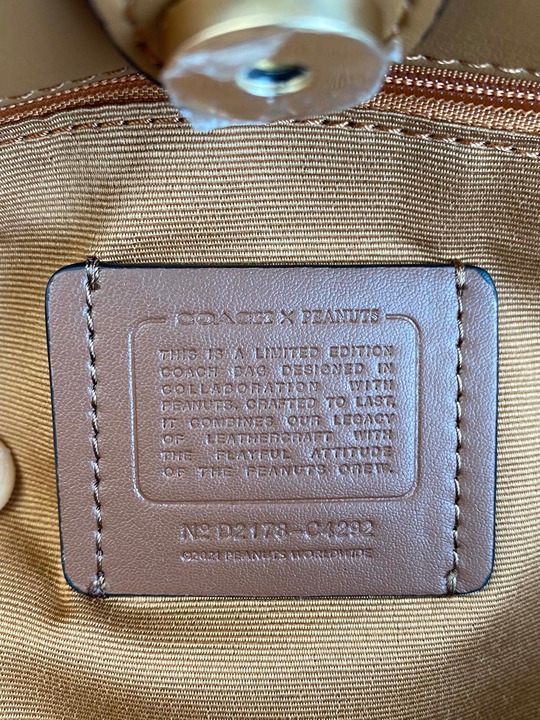 COACH × PEANUTS
THIS IS A LIMITED EDITION
COACH BAG DESIGNED IN
COLLABORATION WITH
PEANUTS. CRAFTED TO LAST,
IT COMBINES OUR LEGACY
OF LEATHERCRAFT WITH
THE PLAYFUL ATTITUDE
OF THE PEANUTS CREW.
Nº D2178-C4292
©2021 PEANUTS WORLDWIDE